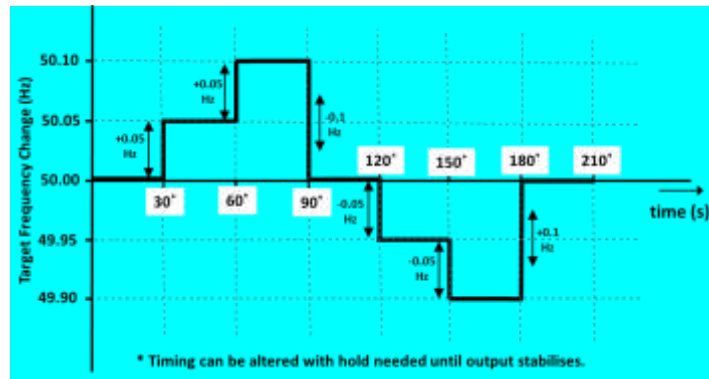 Target Frequency Change (Hz)
50.10
50.05
50.00
49.95
49.90
+0.05
Hz
+0.05
Hz
-0.1
Hz
30*
60*
90*
120*
150*
180*
210*
-0.05
Hz
-0.05
Hz
+0.1
Hz
time (s)
* Timing can be altered with hold needed until output stabilises.